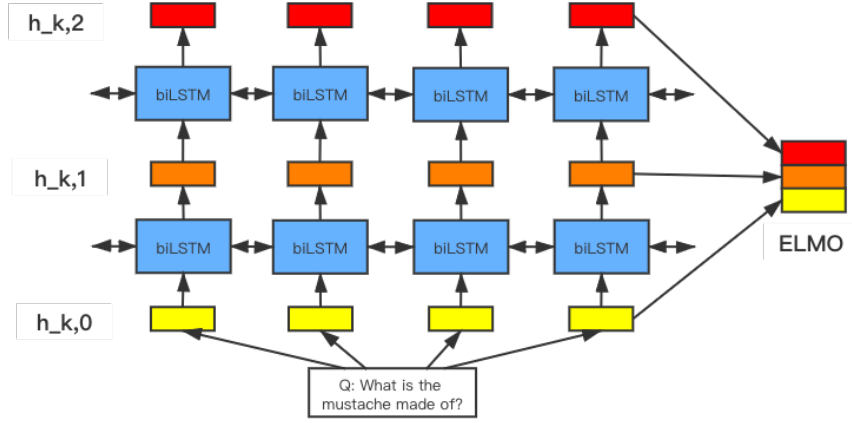 h_k,2
biLSTM
biLSTM
biLSTM
biLSTM
h_k,1
biLSTM
biLSTM
biLSTM
biLSTM
ELMO
h_k,0
Q: What is the
mustache made of?